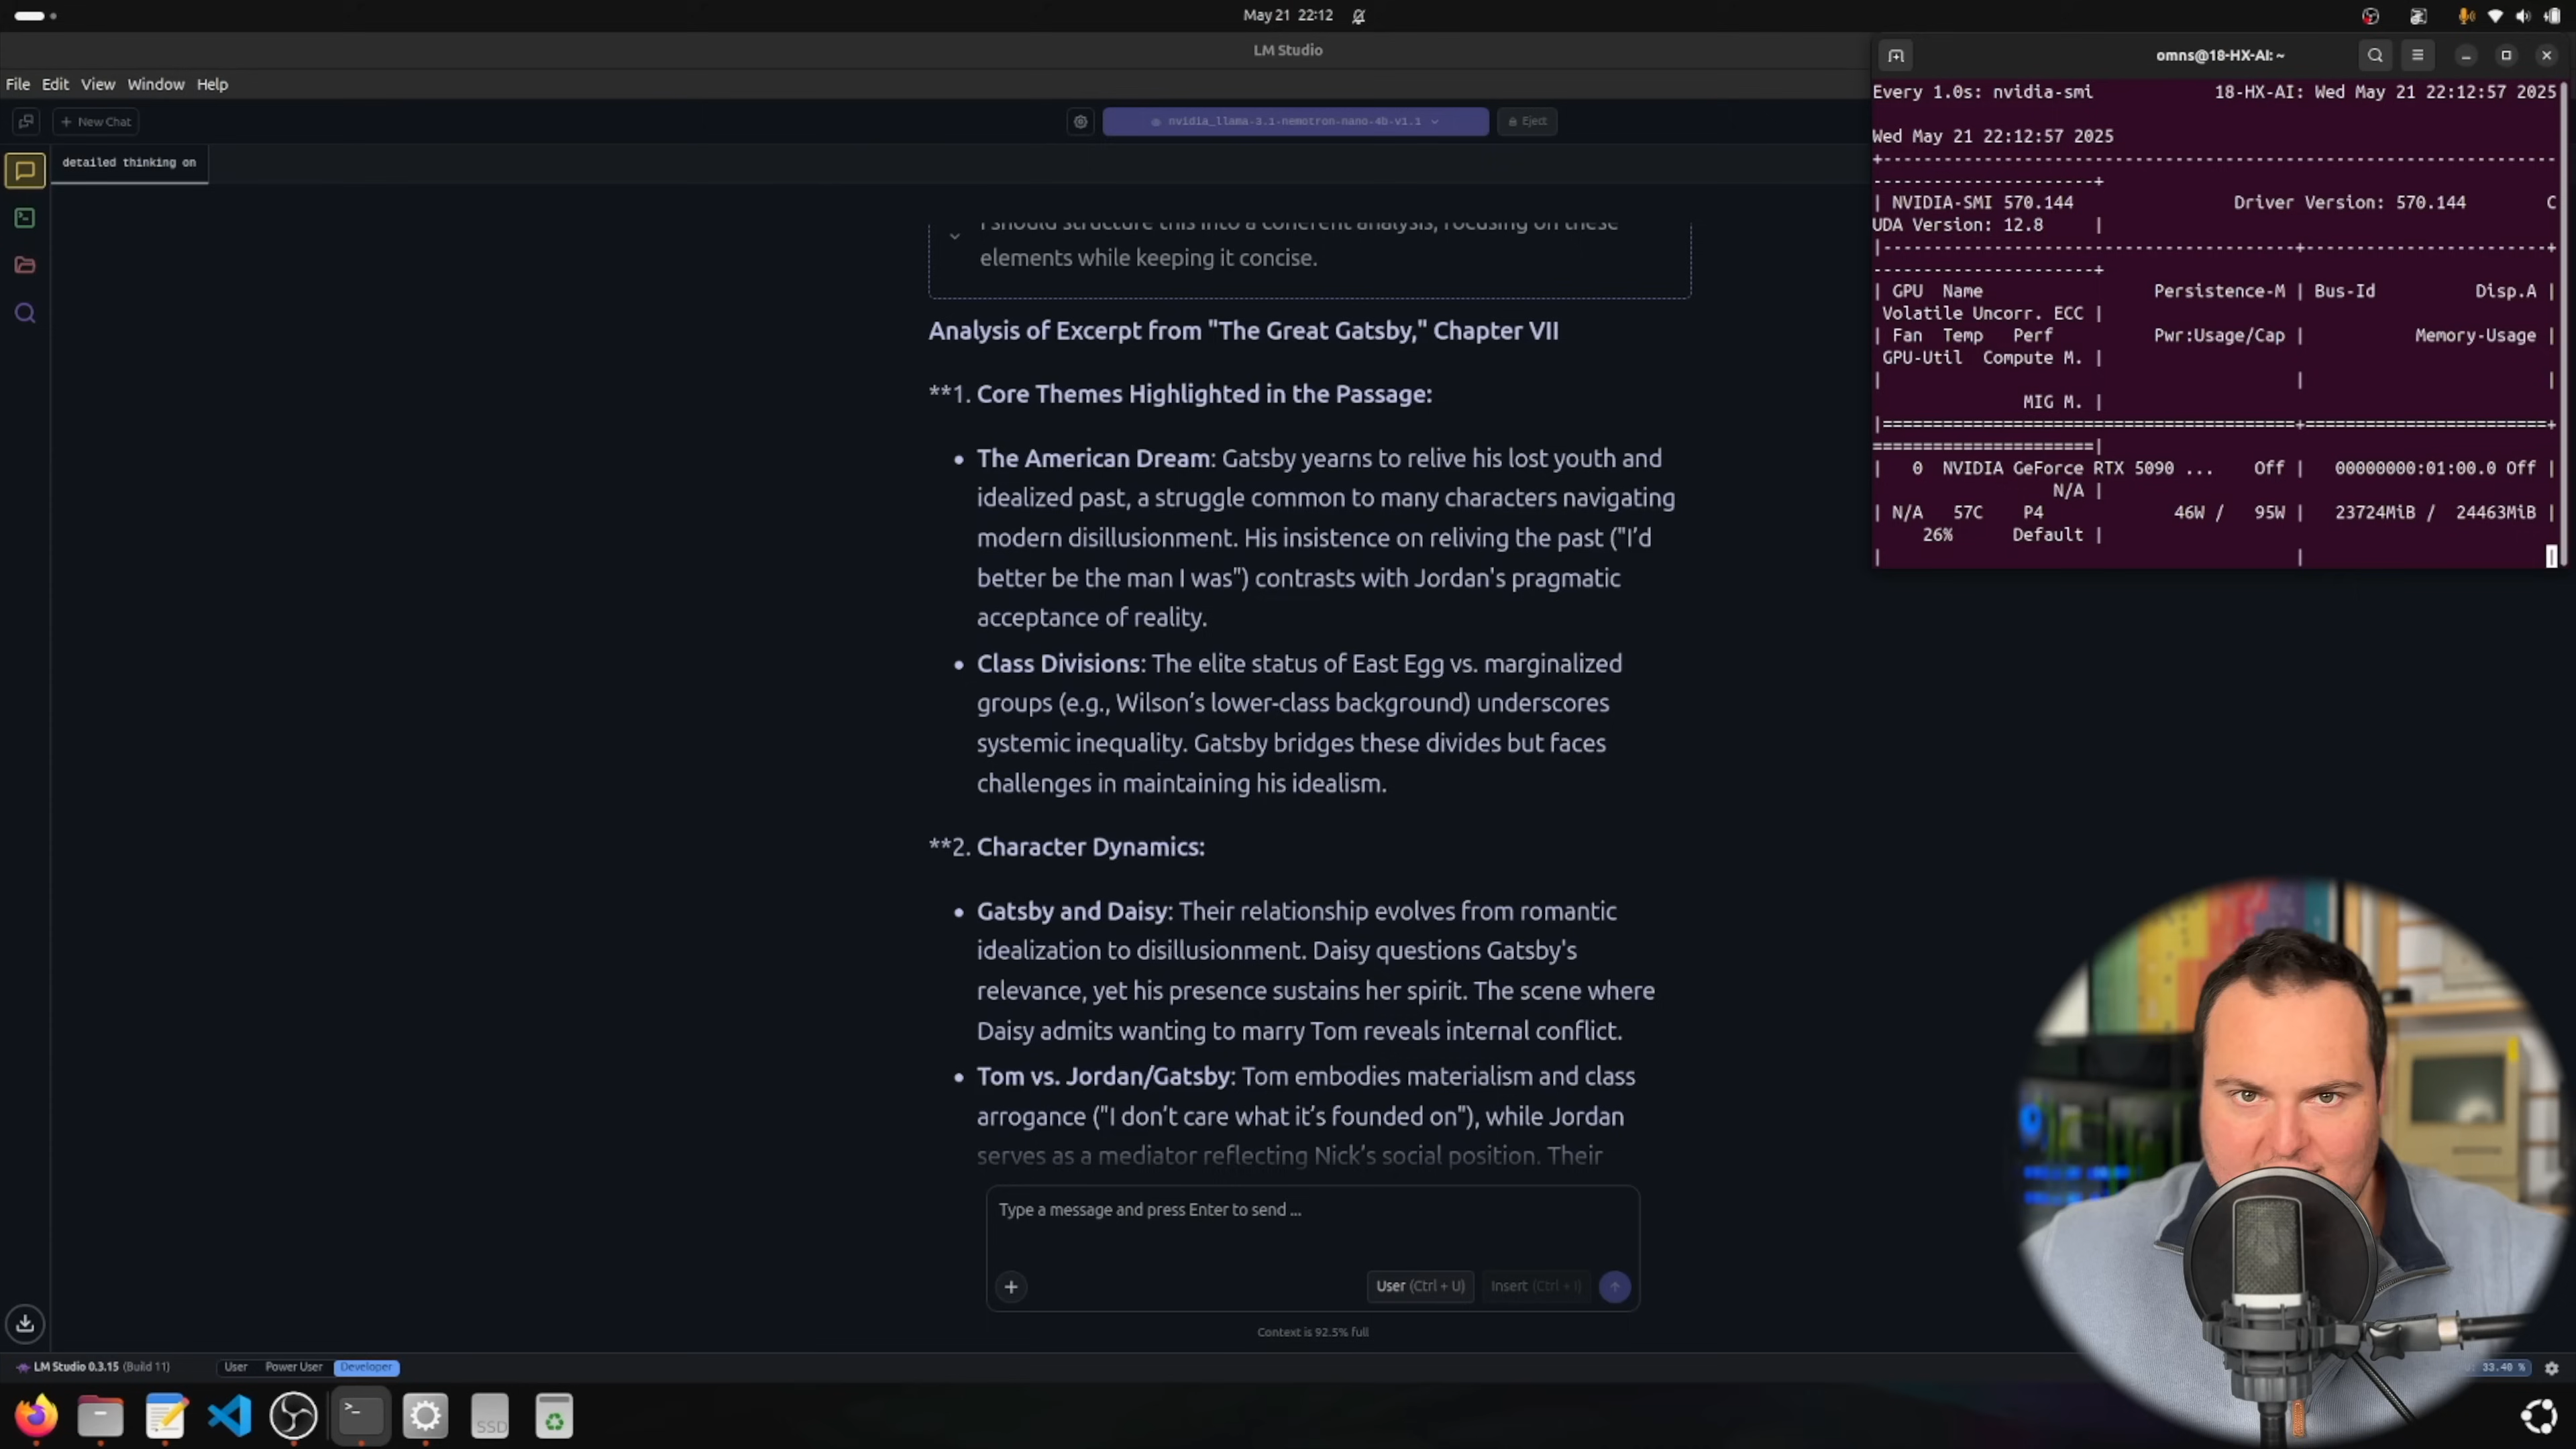 May 21 22:12
LM Studio
File Edit View Window Help
+ New Chat
nvidia_llama-3.1-nemotron-nano-4b-v1.1
Eject
detailed thinking on
I should structure this into a coherent analysis, focusing on these
elements while keeping it concise.
Analysis of Excerpt from "The Great Gatsby," Chapter VII
**1. Core Themes Highlighted in the Passage:
• The American Dream: Gatsby yearns to relive his lost youth and
idealized past, a struggle common to many characters navigating
modern disillusionment. His insistence on reliving the past ("I’d
better be the man I was") contrasts with Jordan's pragmatic
acceptance of reality.
• Class Divisions: The elite status of East Egg vs. marginalized
groups (e.g., Wilson’s lower-class background) underscores
systemic inequality. Gatsby bridges these divides but faces
challenges in maintaining his idealism.
**2. Character Dynamics:
• Gatsby and Daisy: Their relationship evolves from romantic
idealization to disillusionment. Daisy questions Gatsby's
relevance, yet his presence sustains her spirit. The scene where
Daisy admits wanting to marry Tom reveals internal conflict.
• Tom vs. Jordan/Gatsby: Tom embodies materialism and class
arrogance ("I don’t care what it’s founded on"), while Jordan
serves as a mediator reflecting Nick’s social position. Their
Type a message and press Enter to send ...
User (Ctrl + U) Insert (Ctrl + I)
Context is 92.5% full
LM Studio 0.3.15 (Build 11) User Power User Developer
33.40 %
SSD
omns@18-HX-AI: ~
Every 1.0s: nvidia-smi 18-HX-AI: Wed May 21 22:12:57 2025
Wed May 21 22:12:57 2025
+-----------------------------------------------------------
----------------------+
| NVIDIA-SMI 570.144 Driver Version: 570.144 C
UDA Version: 12.8 |
|---------------------------------------+----------------------+
----------------------+
| GPU Name Persistence-M | Bus-Id Disp.A |
Volatile Uncorr. ECC |
| Fan Temp Perf Pwr:Usage/Cap | Memory-Usage |
GPU-Util Compute M. |
| | |
MIG M. |
|=======================================+======================+
======================|
| 0 NVIDIA GeForce RTX 5090 ... Off | 00000000:01:00.0 Off |
N/A |
| N/A 57C P4 46W / 95W | 23724MiB / 24463MiB |
26% Default |
| | |